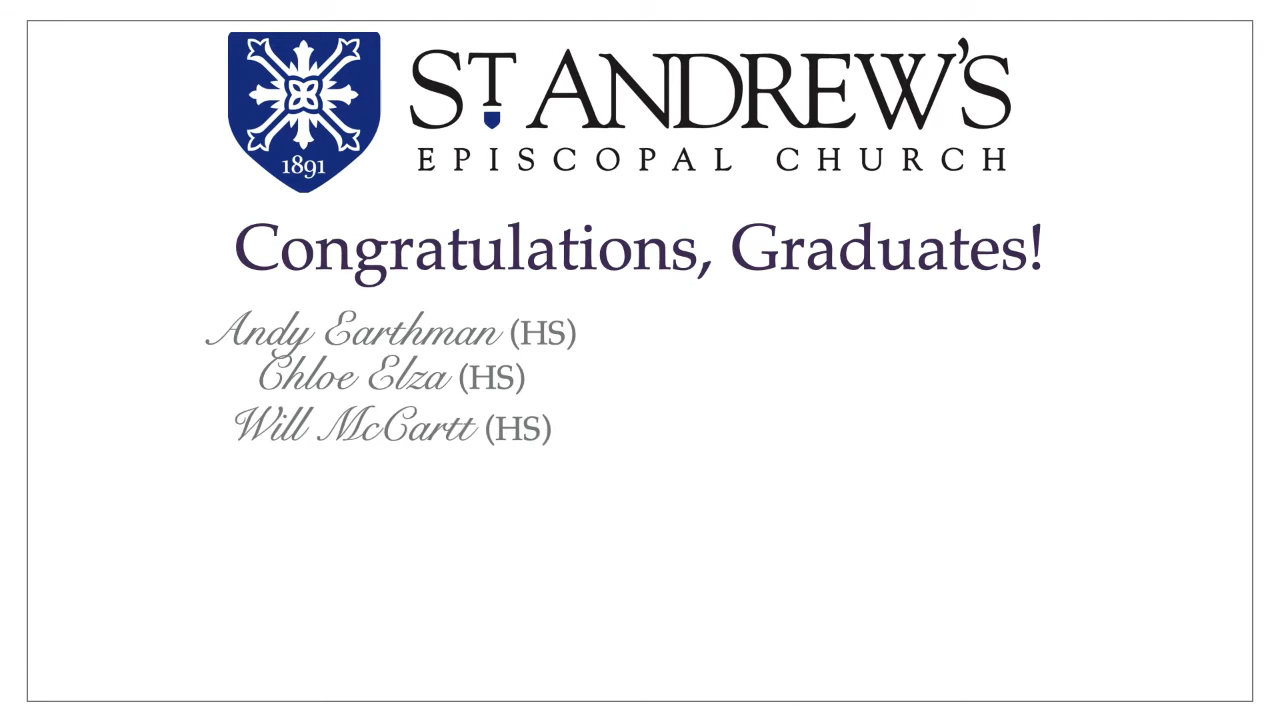 1891
ST ANDREW'S
EPISCOPAL CHURCH
Congratulations, Graduates!
Andy Earthman (HS)
Chloe Elza (HS)
Will McCartt (HS)